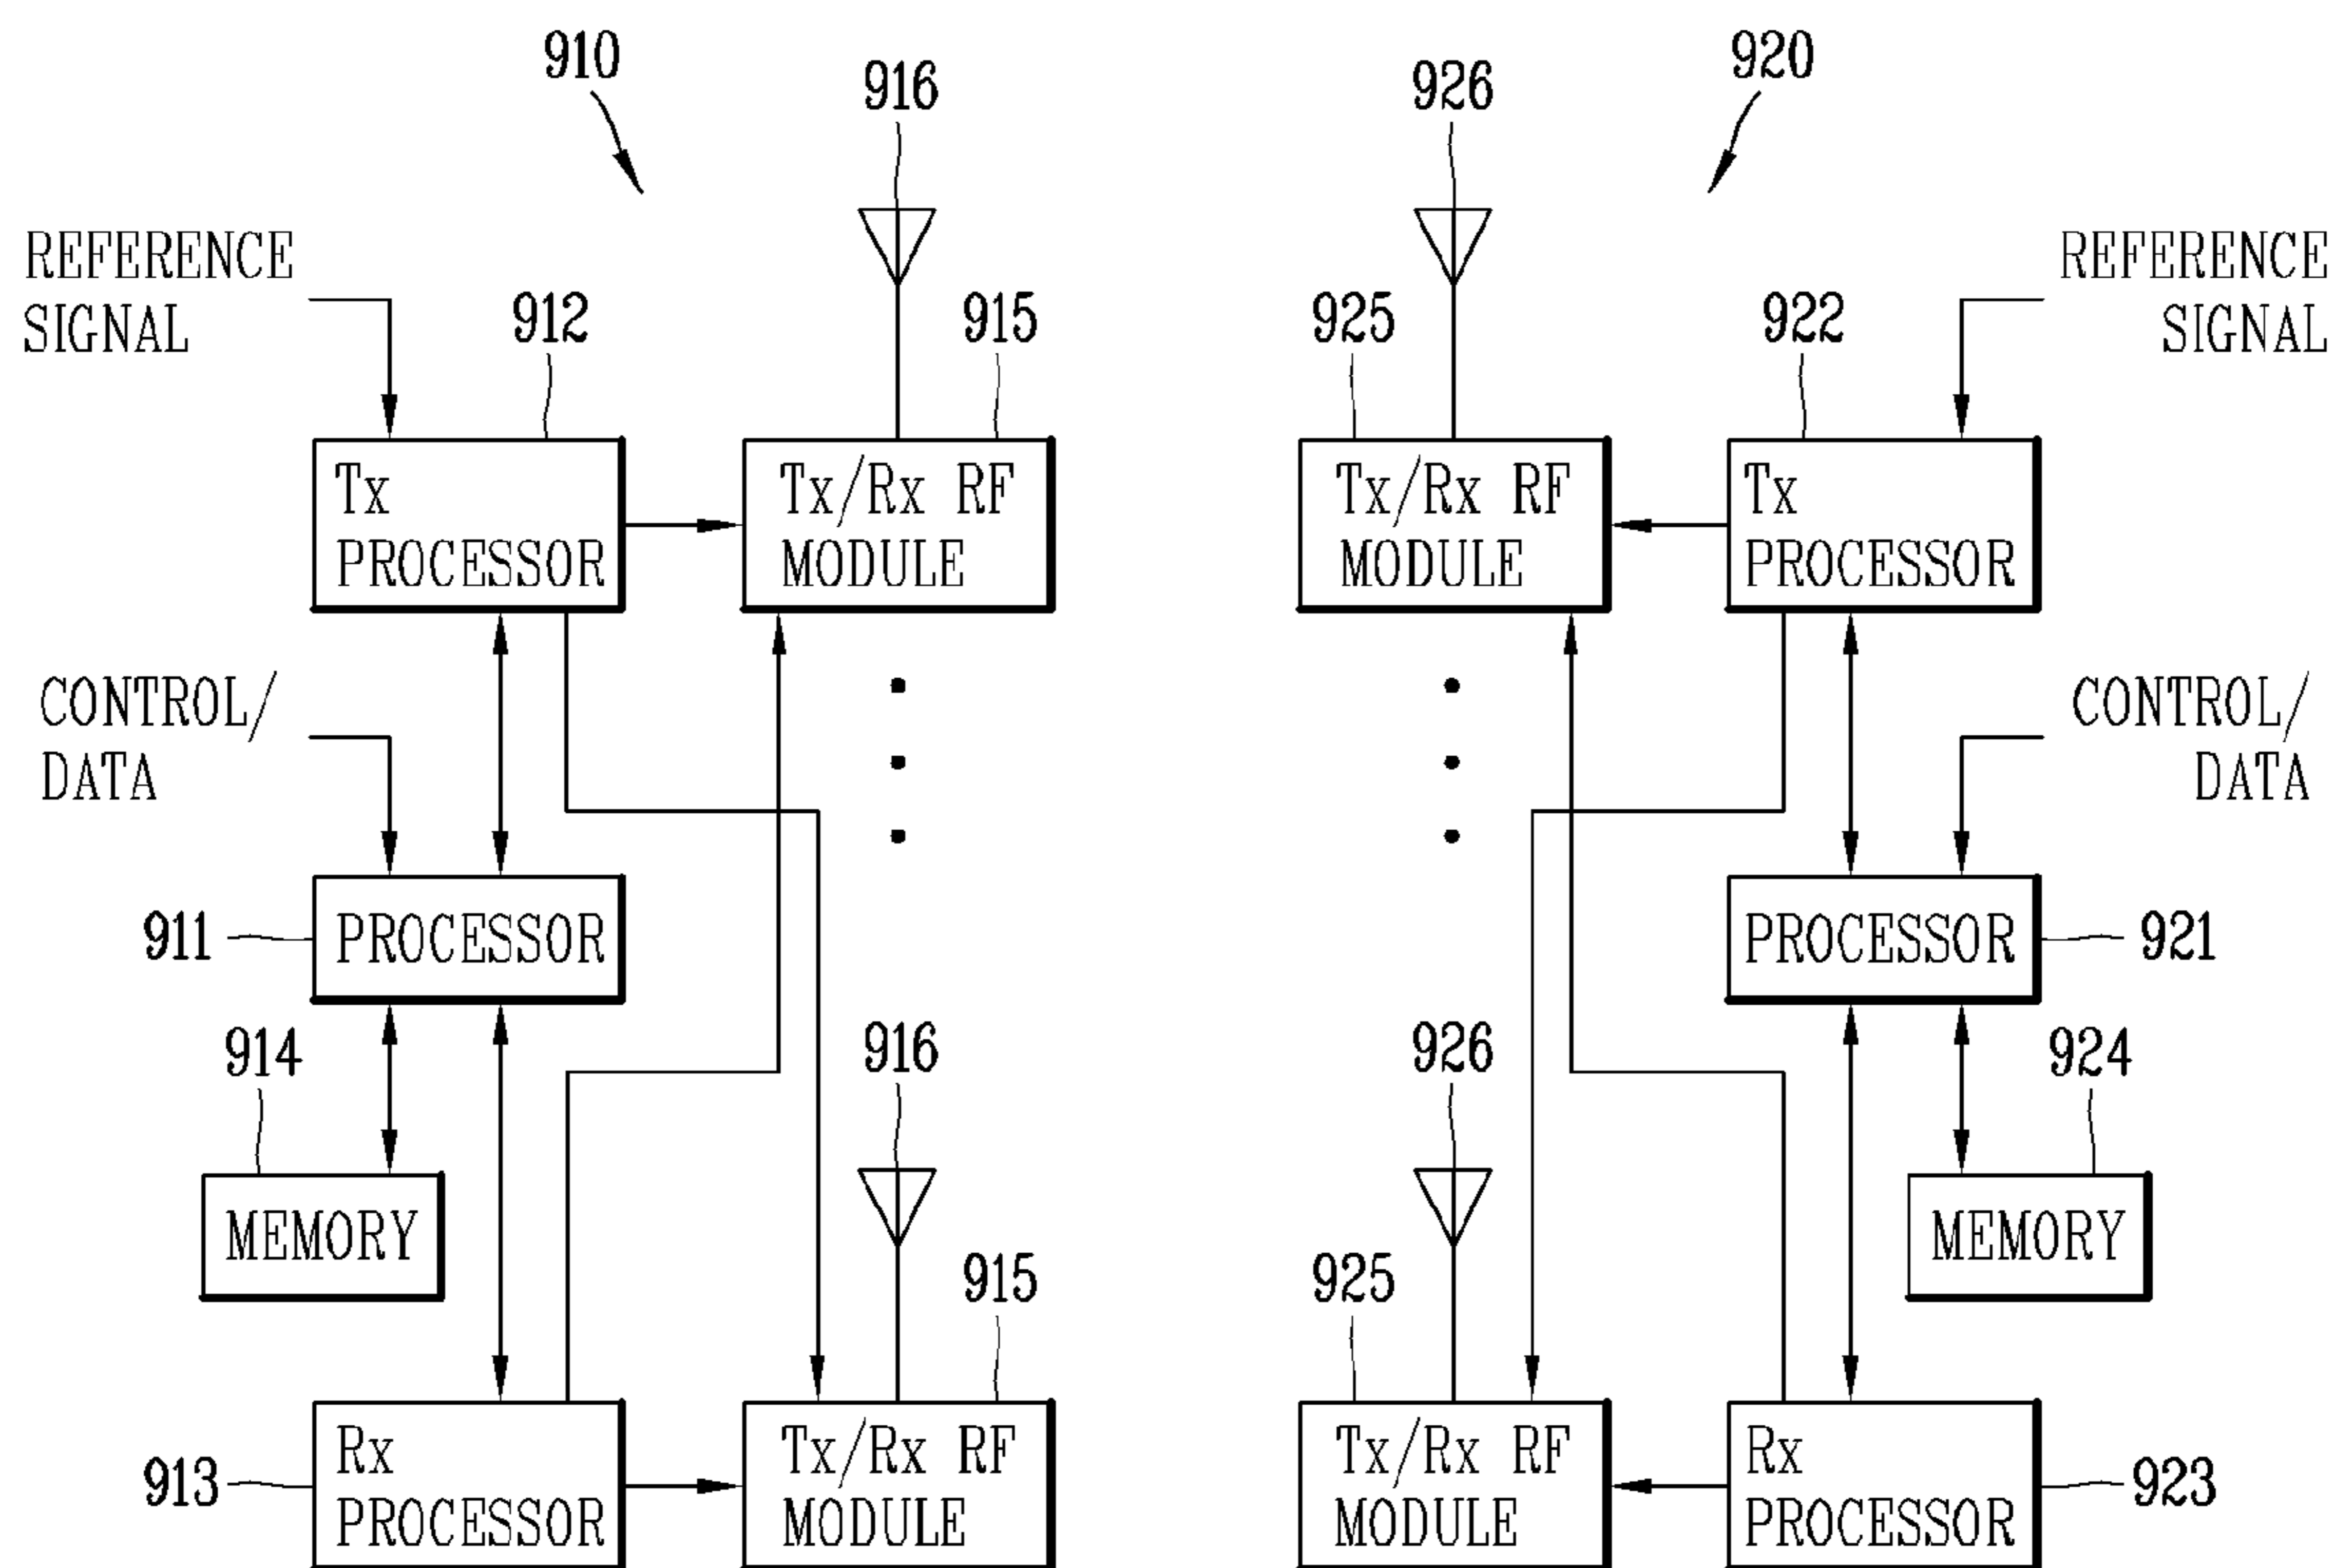 910
920
916
926
REFERENCE
SIGNAL
912
915
925
922
REFERENCE
SIGNAL
Tx
PROCESSOR
Tx/Rx RF
MODULE
Tx/Rx RF
MODULE
Tx
PROCESSOR
CONTROL/
DATA
CONTROL/
DATA
911
PROCESSOR
PROCESSOR
921
914
916
926
924
MEMORY
MEMORY
915
925
913
Rx
PROCESSOR
Tx/Rx RF
MODULE
Tx/Rx RF
MODULE
Rx
PROCESSOR
923